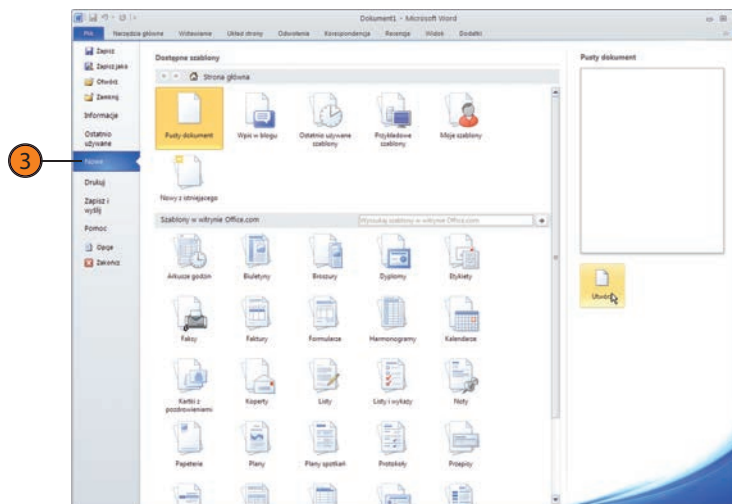 Dokument1 - Microsoft Word
Plik Narzędzia główne Wstawianie Układ strony Odwołania Korespondencja Recenzja Widok Dodatki
Zapisz
Zapisz jako
Otwórz
Zamknij
Informacje
Ostatnio
używane
3
Nowe
Drukuj
Zapisz i
wyślij
Pomoc
Opcje
Zakończ
Dostępne szablony
Strona główna
Pusty dokument Wpis w blogu Ostatnio używane Przykładowe Moje szablony
szablony szablony
Nowy z istniejącego
Szablony w witrynie Office.com Wyszukaj szablony w witrynie Office.com
Arkusze godzin Biuletyny Broszury Dyplomy Etykiety
Faksy Faktury Formularze Harmonogramy Kalendarze
Kartki z Koperty Listy Listy i wykazy Noty
pozdrowieniami
Papeteria Plany Plany spotkań Protokoły Przepisy
Pusty dokument
Utwórz